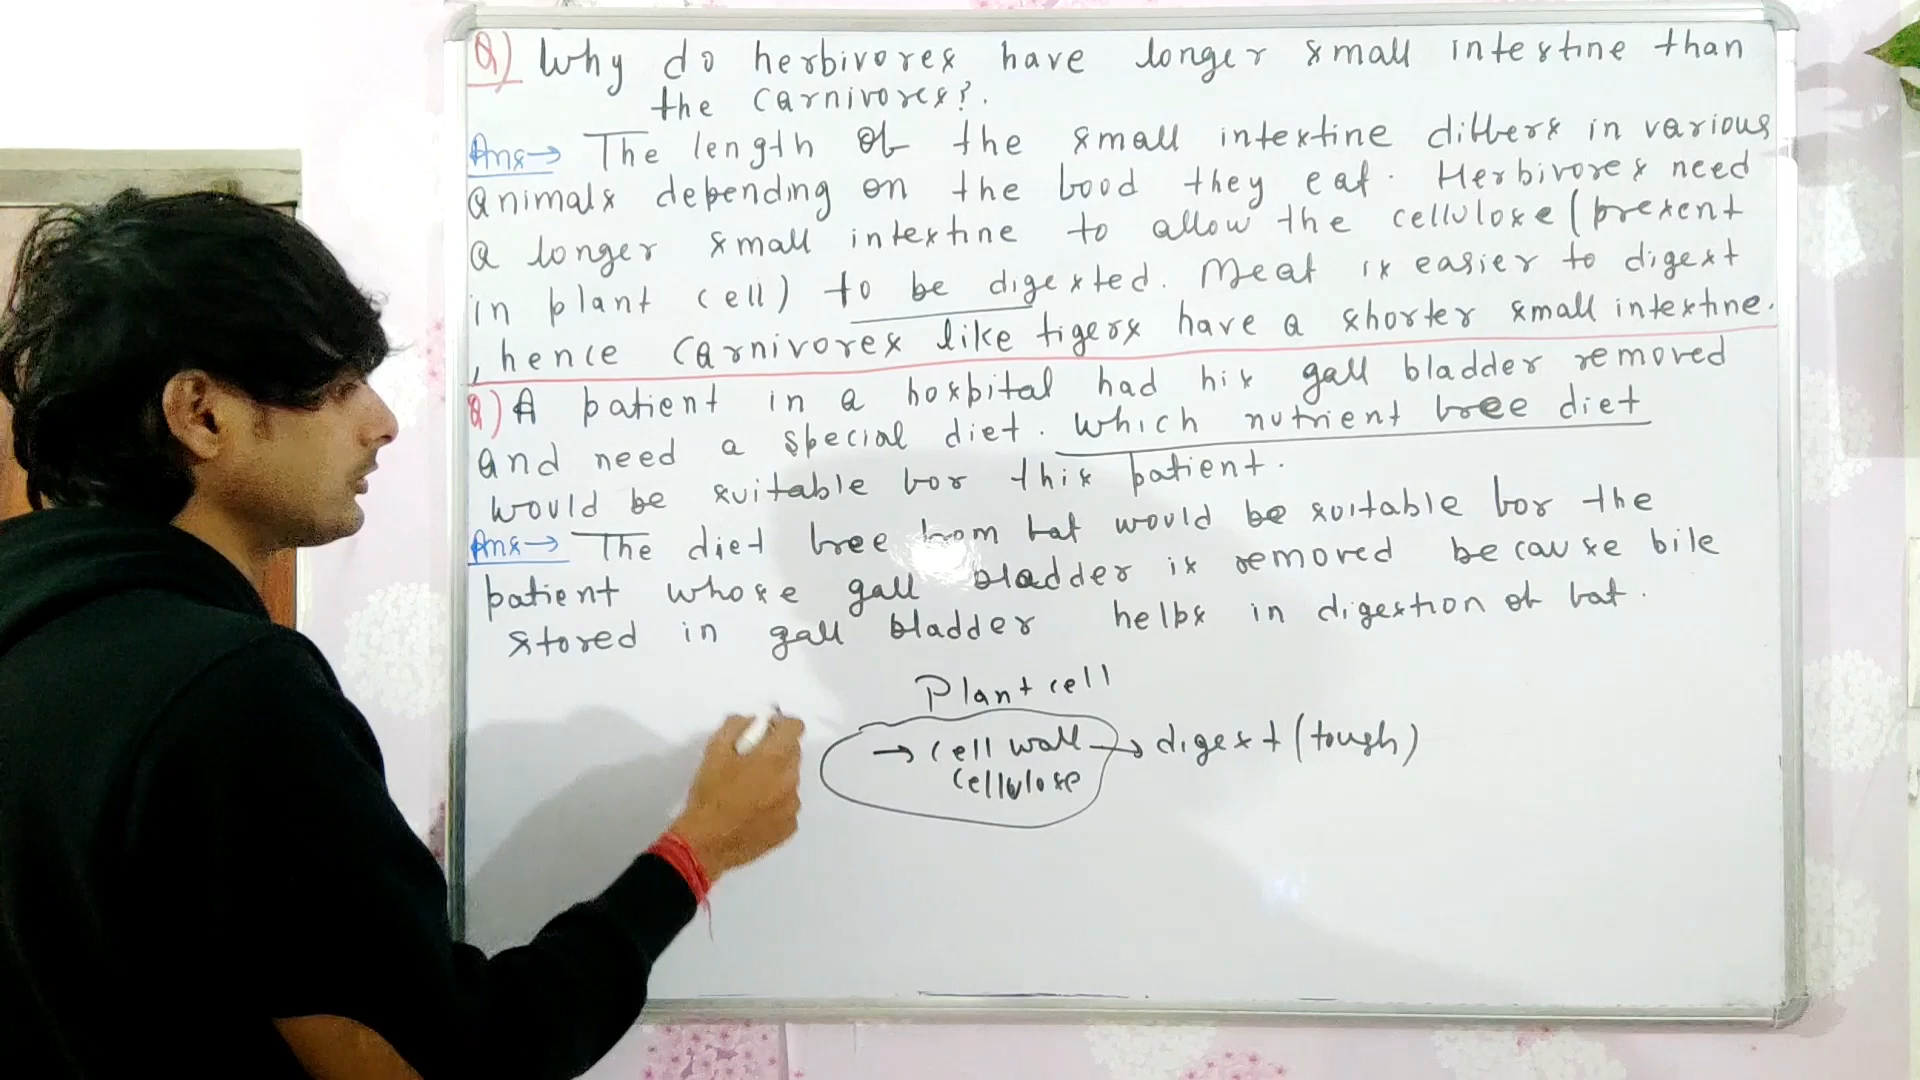 Q) Why do herbivores have longer small intestine than
the carnivores?.
Ans→ The length of the small intestine differs in various
animals depending on the food they eat. Herbivores need
a longer small intestine to allow the cellulose (present
in plant cell) to be digested. Meat is easier to digest
, hence carnivores like tigers have a shorter small intestine.
Q) A patient in a hospital had his gall bladder removed
and need a special diet. Which nutrient free diet
would be suitable for this patient.
Ans→ The diet free from fat would be suitable for the
patient whose gall bladder is removed because bile
stored in gall bladder helps in digestion of fat.
Plant cell
→ cell wall → digest (tough)
cellulose